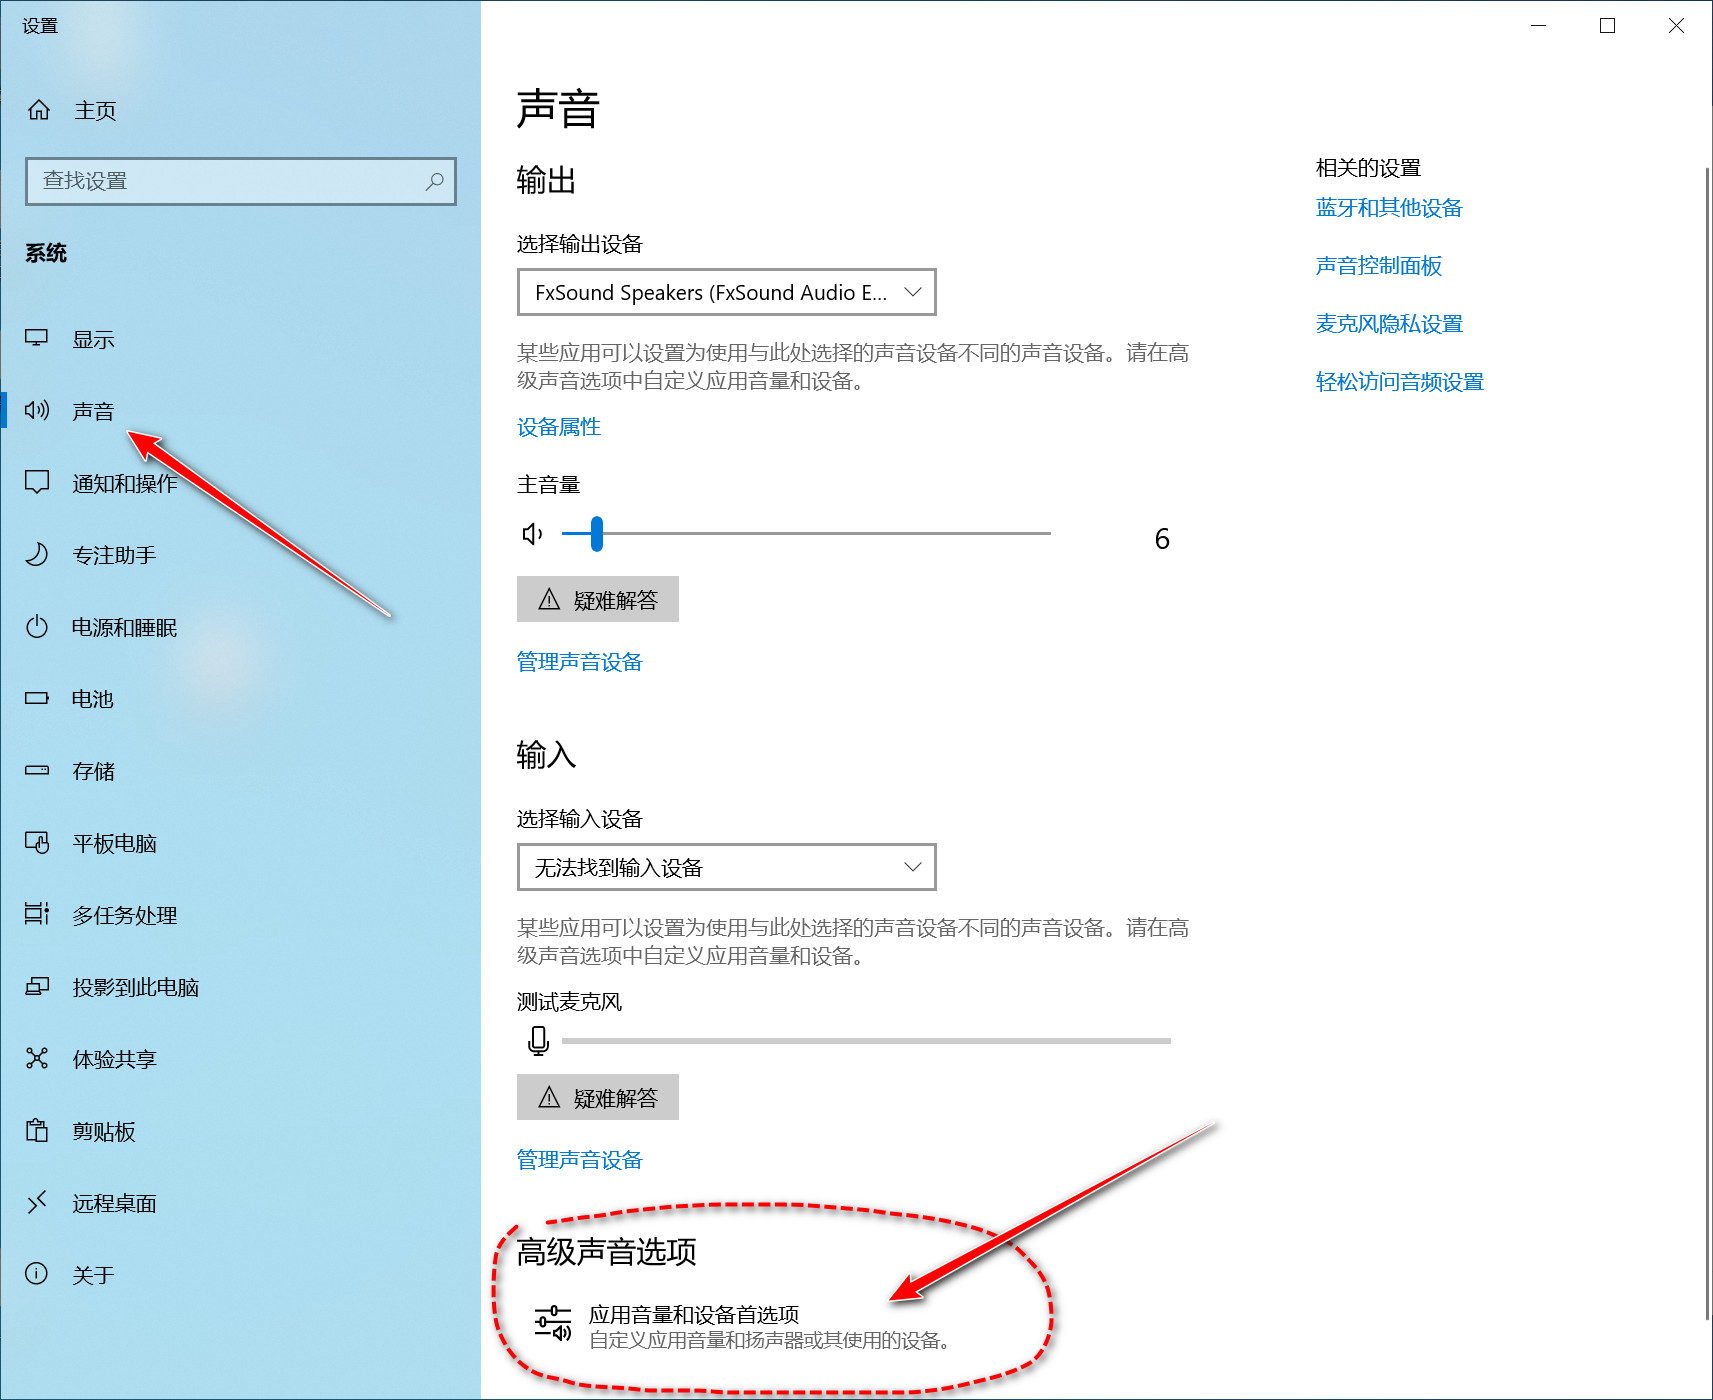 设置
主页
查找设置
系统
显示
声音
通知和操作
专注助手
电源和睡眠
电池
存储
平板电脑
多任务处理
投影到此电脑
体验共享
剪贴板
远程桌面
关于
声音
输出
选择输出设备
FxSound Speakers (FxSound Audio E...
某些应用可以设置为使用与此处选择的声音设备不同的声音设备。请在高
级声音选项中自定义应用音量和设备。
设备属性
主音量
6
疑难解答
管理声音设备
输入
选择输入设备
无法找到输入设备
某些应用可以设置为使用与此处选择的声音设备不同的声音设备。请在高
级声音选项中自定义应用音量和设备。
测试麦克风
疑难解答
管理声音设备
高级声音选项
应用音量和设备首选项
自定义应用音量和扬声器或其使用的设备。
相关的设置
蓝牙和其他设备
声音控制面板
麦克风隐私设置
轻松访问音频设置